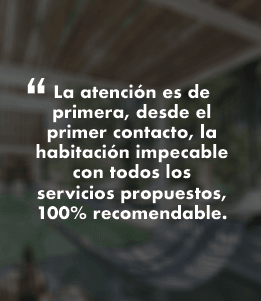 “ La atención es de
primera, desde el
primer contacto, la
habitación impecable
con todos los
servicios propuestos,
100% recomendable.